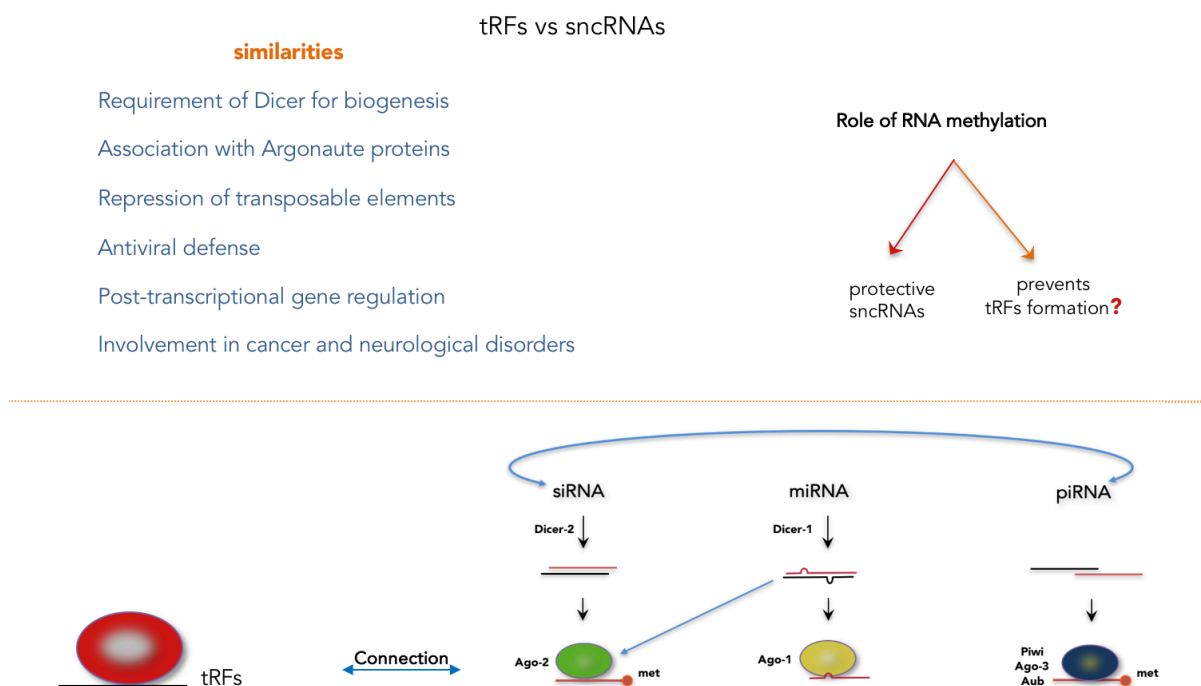 tRFs vs sncRNAs
similarities
Requirement of Dicer for biogenesis
Association with Argonaute proteins
Repression of transposable elements
Antiviral defense
Post-transcriptional gene regulation
Involvement in cancer and neurological disorders
Role of RNA methylation
protective
sncRNAs
prevents
tRFs formation?
siRNA
miRNA
piRNA
Dicer-2
Dicer-1
tRFs
Connection
Ago-2
met
Ago-1
Piwi
Ago-3
Aub
met